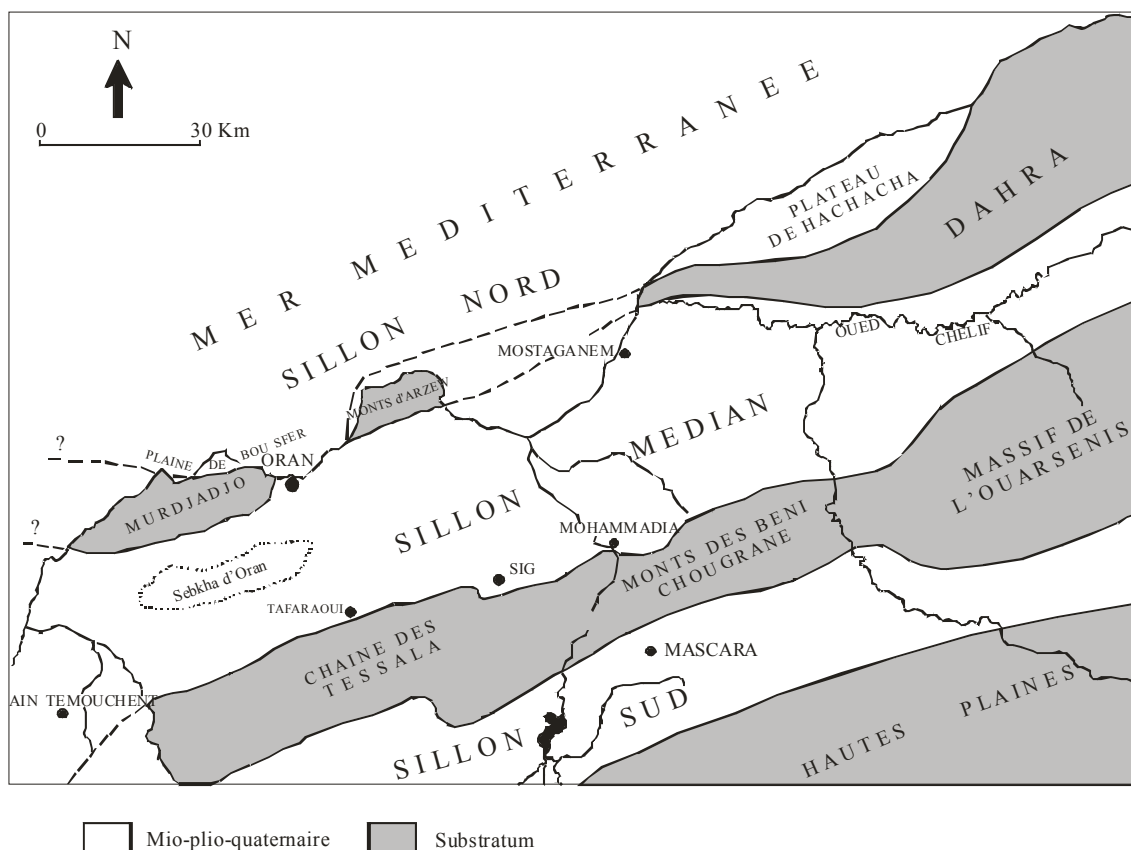 N
0 30 Km
MER MEDITERRANEE
PLATEAU
DE HACHACHA
DAHRA
SILLON NORD
OUED CHELIF
MOSTAGANEM
MONTS d'ARZEW
MEDIAN
SILLON
?
PLAINE DE BOU SFER
ORAN
MURDJADJO
MASSIF DE
L'OUARSENIS
?
MOHAMMADIA
MONTS DES BENI
CHOUGRANE
Sebkha d'Oran
SIG
TAFARAOUI
CHAINE DES
TESSALA
MASCARA
AIN TEMOUCHENT
SILLON SUD
HAUTES PLAINES
Mio-plio-quaternaire
Substratum